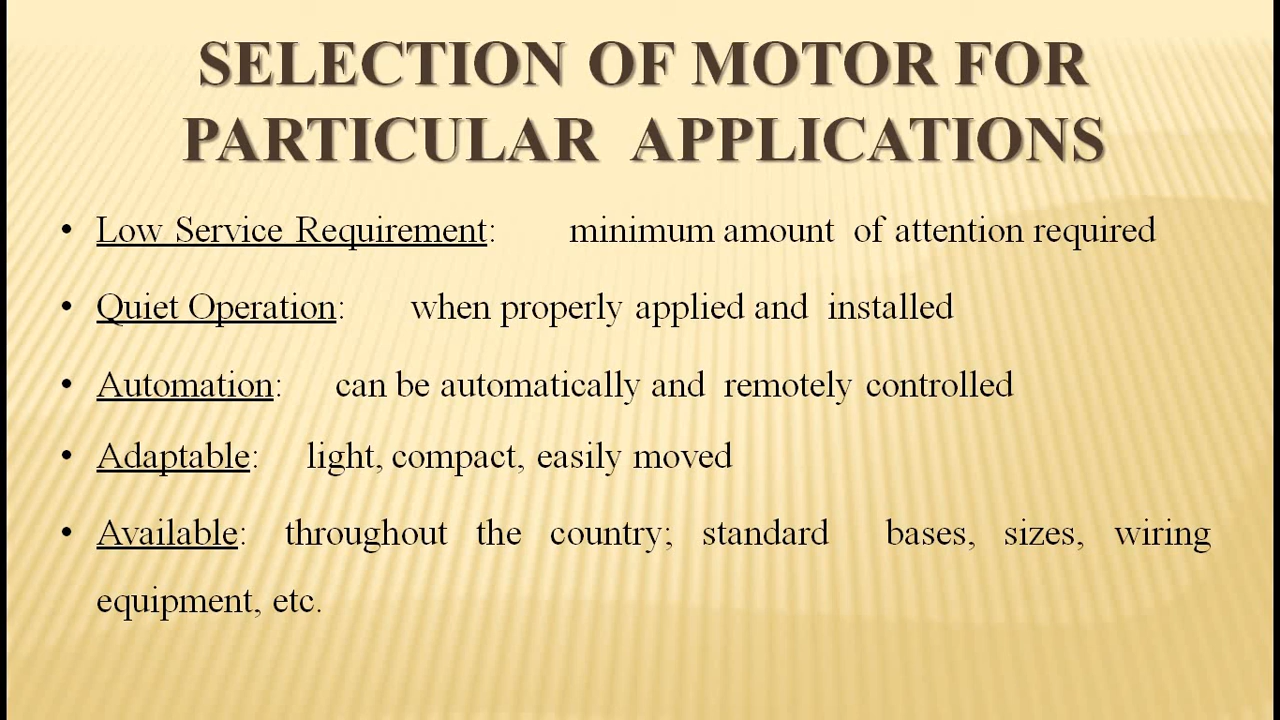 SELECTION OF MOTOR FOR
PARTICULAR APPLICATIONS
• Low Service Requirement: minimum amount of attention required
• Quiet Operation: when properly applied and installed
• Automation: can be automatically and remotely controlled
• Adaptable: light, compact, easily moved
• Available: throughout the country; standard bases, sizes, wiring
equipment, etc.